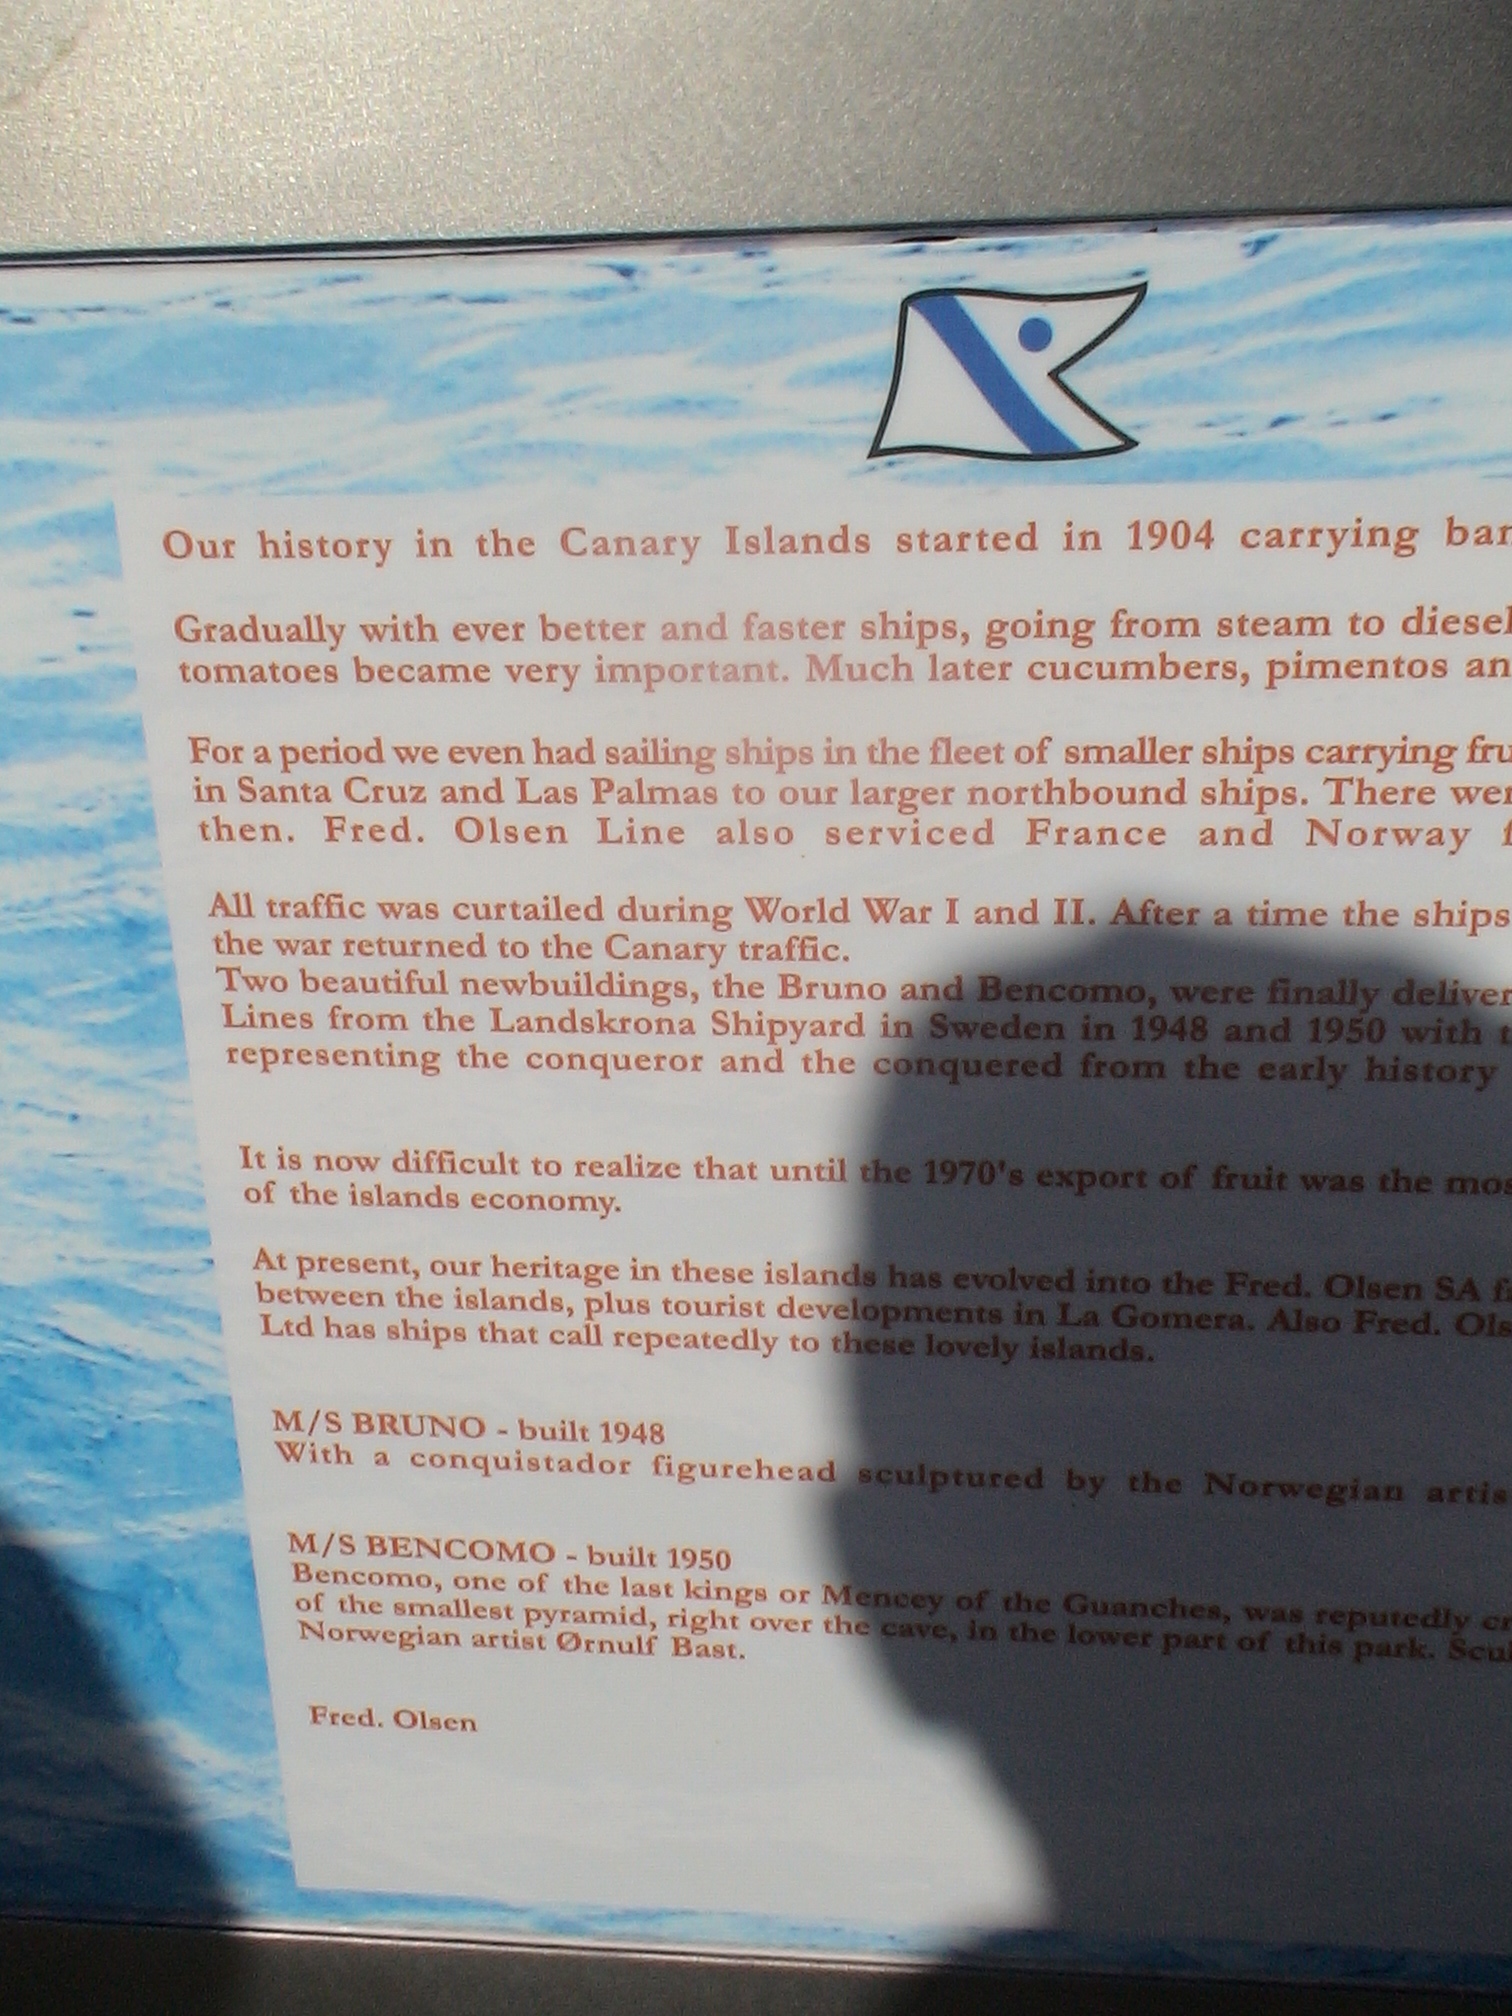 Our history in the Canary Islands started in 1904 carrying
Gradually with ever better and faster ships, going from steam to diesel
tomatoes became very important. Much later cucumbers, pimentos
For a period we even had sailing ships in the fleet of smaller ships carrying
in Santa Cruz and Las Palmas to our larger northbound ships. There
then. Fred. Olsen Line also serviced France and Norway
All traffic was curtailed during World War I and II. After a time the ships
the war returned to the Canary traffic.
Two beautiful newbuildings, the Bruno and Bencomo, were finally
Lines from the Landskrona Shipyard in Sweden in 1948 and 1950 with
representing the conqueror and the conquered from the early history
It is now difficult to realize that until the 1970's export of fruit was the
of the islands economy.
At present, our heritage in these islands has evolved into the Fred. Olsen SA
between the islands, plus tourist developments in La Gomera. Also Fred.
Ltd has ships that call repeatedly to these lovely islands.
M/S BRUNO - built 1948
With a conquistador figurehead sculptured by the Norwegian
M/S BENCOMO - built 1950
Bencomo, one of the last kings or Mencey of the Guanches, was reputedly
of the smallest pyramid, right over the cave, in the lower part of this park.
Norwegian artist Ørnulf Bast.
Fred. Olsen